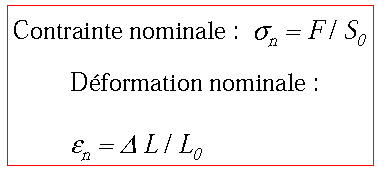 Contrainte nominale : σₙ = F / S₀
Déformation nominale :
εₙ = Δ L / L₀